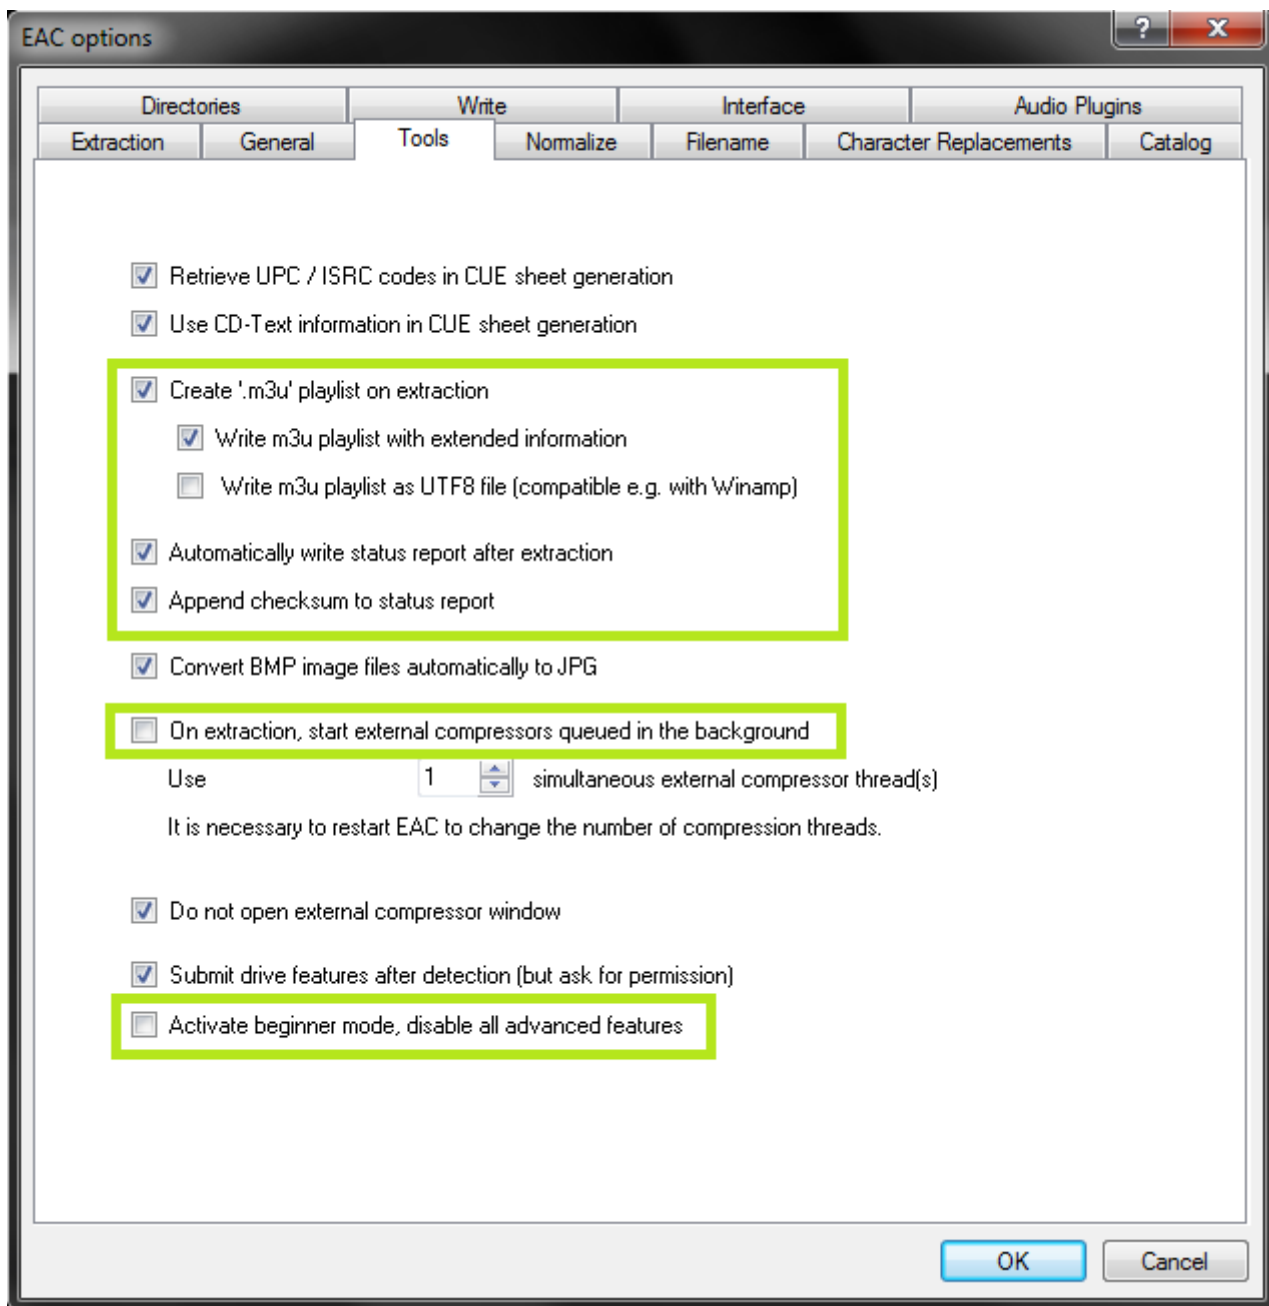 EAC options
?
X
Directories Write Interface Audio Plugins
Extraction General Tools Normalize Filename Character Replacements Catalog
Retrieve UPC / ISRC codes in CUE sheet generation
Use CD-Text information in CUE sheet generation
Create '.m3u' playlist on extraction
Write m3u playlist with extended information
Write m3u playlist as UTF8 file (compatible e.g. with Winamp)
Automatically write status report after extraction
Append checksum to status report
Convert BMP image files automatically to JPG
On extraction, start external compressors queued in the background
Use 1 simultaneous external compressor thread(s)
It is necessary to restart EAC to change the number of compression threads.
Do not open external compressor window
Submit drive features after detection (but ask for permission)
Activate beginner mode, disable all advanced features
OK Cancel